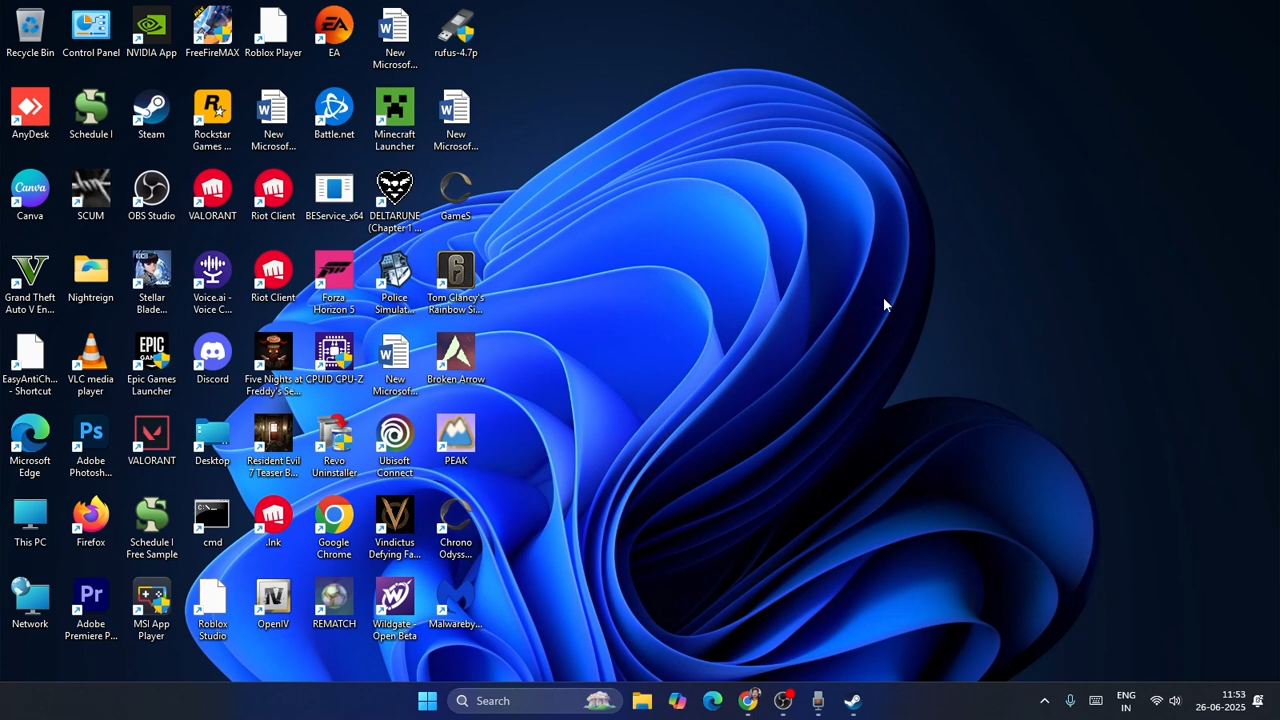 Recycle Bin
Control Panel
NVIDIA App
FreeFireMAX
Roblox Player
EA
New
Microsof...
rufus-4.7p
AnyDesk
Schedule I
Steam
Rockstar
Games ...
New
Microsof...
Battle.net
Minecraft
Launcher
New
Microsof...
Canva
Canva
SCUM
OBS Studio
VALORANT
Riot Client
BEService_x64
DELTARUNE
(Chapter 1 ...
GameS
Grand Theft
Auto V En...
Nightreign
Stellar
Blade...
Voice.ai -
Voice C...
Riot Client
Forza
Horizon 5
Police
Simulat...
Tom Clancy's
Rainbow Si...
EasyAntiCh...
- Shortcut
VLC media
player
EPIC
GAMES
Epic Games
Launcher
Discord
Five Nights at
Freddy's Se...
CPUID CPU-Z
New
Microsof...
Broken Arrow
Microsoft
Edge
Ps
Adobe
Photosh...
VALORANT
Desktop
Resident Evil
7 Teaser B...
Revo
Uninstaller
Ubisoft
Connect
PEAK
This PC
Firefox
Schedule I
Free Sample
cmd
.lnk
Google
Chrome
Vindictus
Defying Fa...
Chrono
Odyss...
Network
Pr
Adobe
Premiere P...
MSI App
Player
Roblox
Studio
IV
OpenIV
REMATCH
Wildgate -
Open Beta
Malwareby...
Search
ENG
IN
11:53
26-06-2025